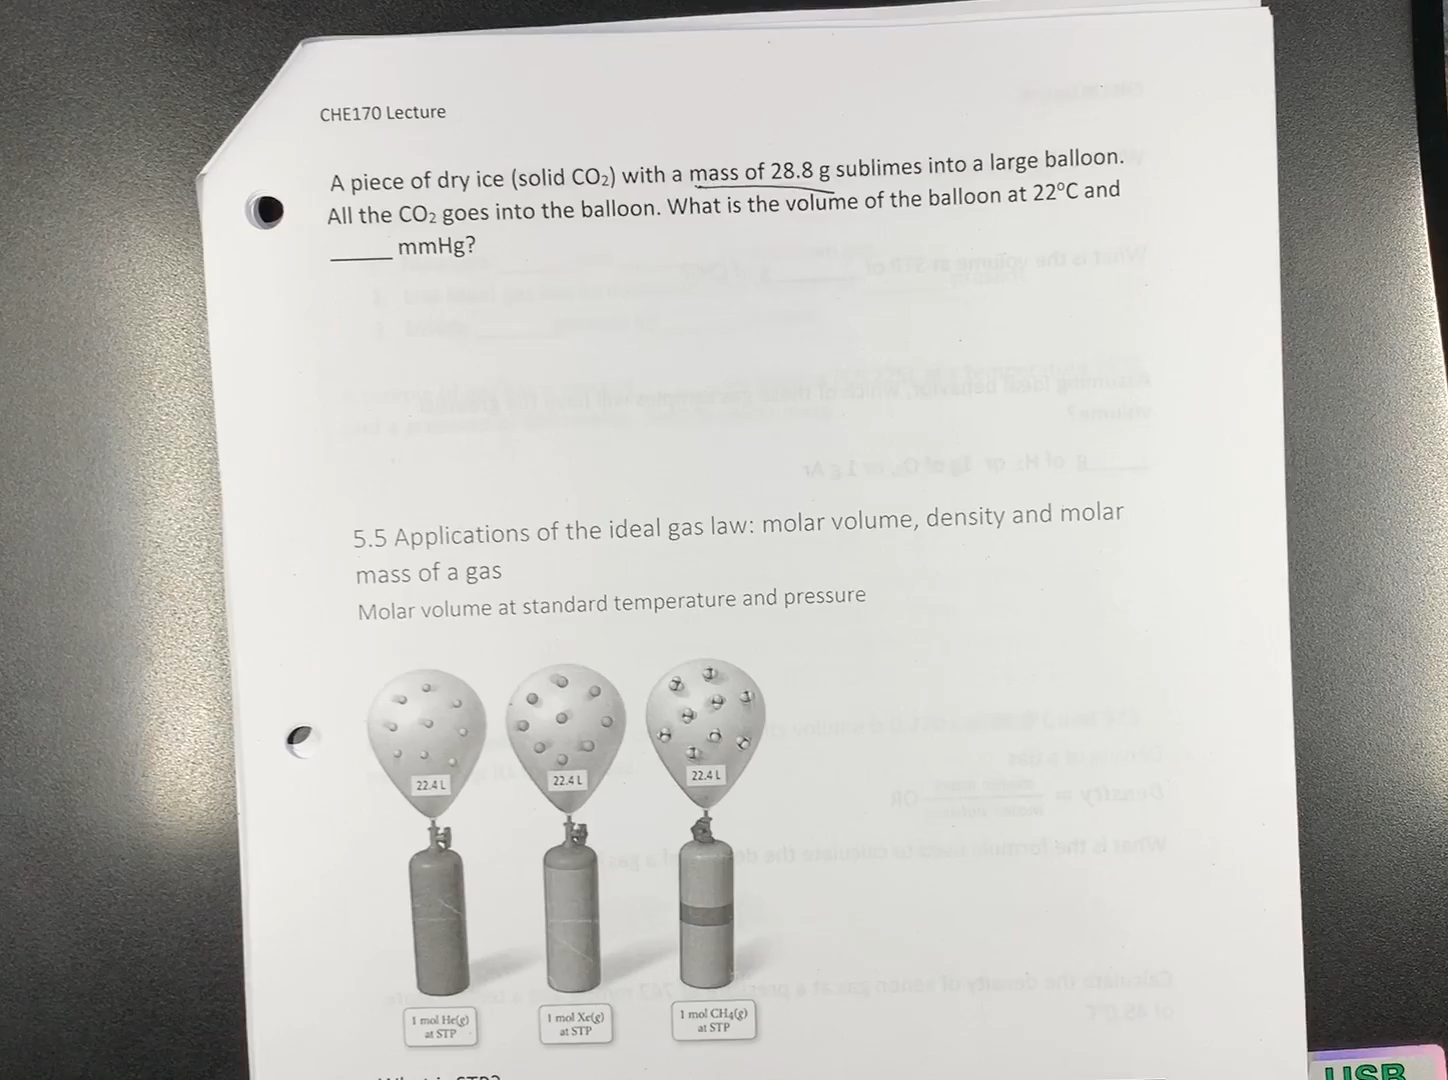 CHE170 Lecture
A piece of dry ice (solid CO₂) with a mass of 28.8 g sublimes into a large balloon.
All the CO₂ goes into the balloon. What is the volume of the balloon at 22°C and
_____ mmHg?
5.5 Applications of the ideal gas law: molar volume, density and molar
mass of a gas
Molar volume at standard temperature and pressure
22.4 L
22.4 L
22.4 L
1 mol He(g)
at STP
1 mol Xe(g)
at STP
1 mol CH₄(g)
at STP
USB